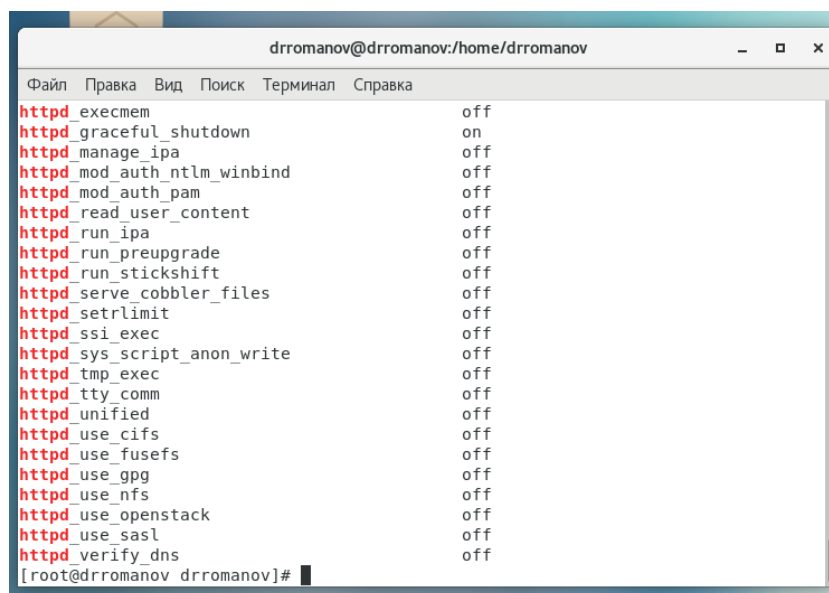 drromanov@drromanov:/home/drromanov
Файл Правка Вид Поиск Терминал Справка
httpd_execmem off
httpd_graceful_shutdown on
httpd_manage_ipa off
httpd_mod_auth_ntlm_winbind off
httpd_mod_auth_pam off
httpd_read_user_content off
httpd_run_ipa off
httpd_run_preupgrade off
httpd_run_stickshift off
httpd_serve_cobbler_files off
httpd_setrlimit off
httpd_ssi_exec off
httpd_sys_script_anon_write off
httpd_tmp_exec off
httpd_tty_comm off
httpd_unified off
httpd_use_cifs off
httpd_use_fusefs off
httpd_use_gpg off
httpd_use_nfs off
httpd_use_openstack off
httpd_use_sasl off
httpd_verify_dns off
[root@drromanov drromanov]#